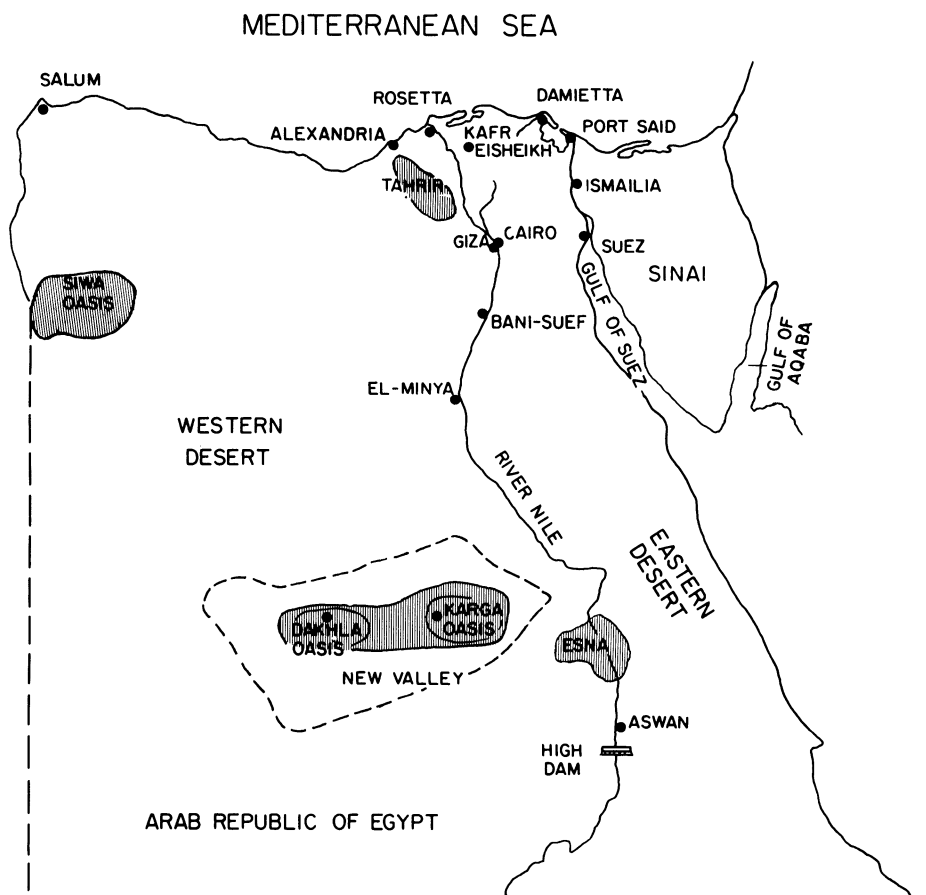 MEDITERRANEAN SEA
SALUM
ROSETTA
DAMIETTA
ALEXANDRIA
KAFR
EISHEIKH
PORT SAID
TAHRIR
ISMAILIA
GIZA
CAIRO
SUEZ
SINAI
SIWA
OASIS
GULF OF SUEZ
GULF OF
AQABA
BANI-SUEF
EL-MINYA
WESTERN
DESERT
RIVER NILE
EASTERN
DESERT
DAKHLA
OASIS
KARGA
OASIS
NEW VALLEY
ESNA
ASWAN
HIGH
DAM
ARAB REPUBLIC OF EGYPT